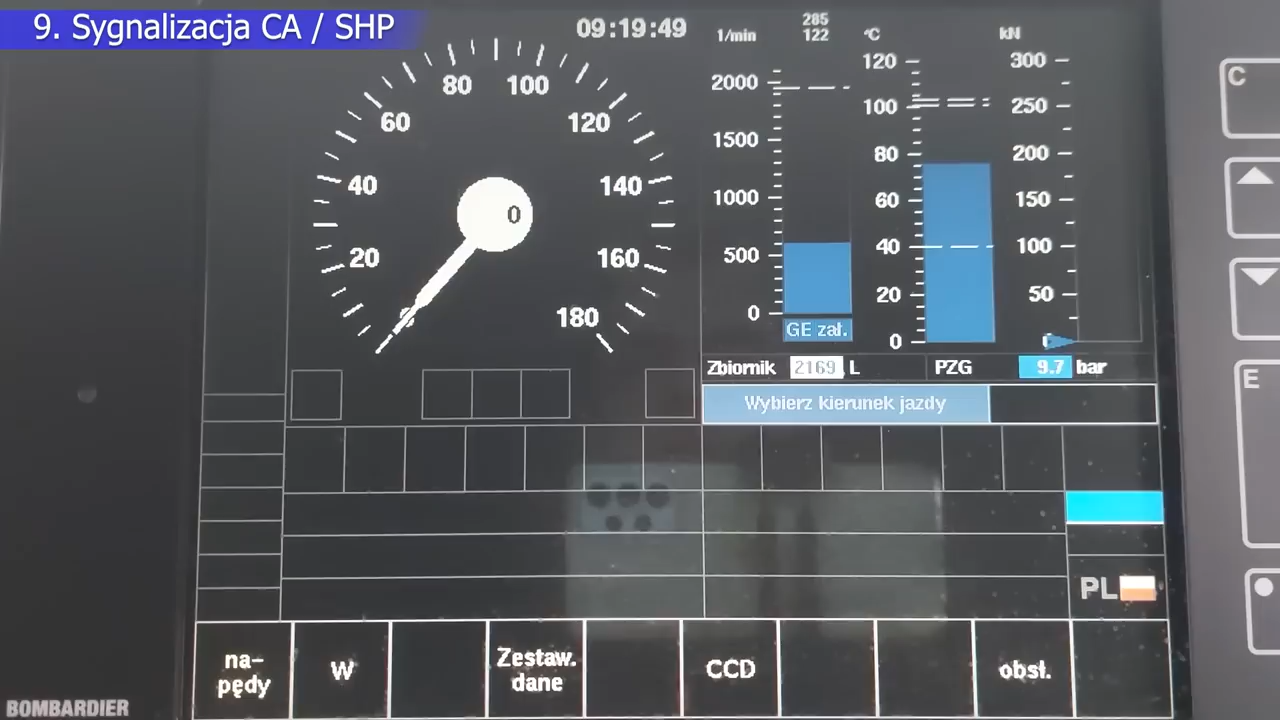 9. Sygnalizacja CA / SHP
09:19:49
0
20
40
60
80
100
120
140
160
180
1/min
285
122
°C
kN
2000
1500
1000
500
0
GE zał.
120
100
80
60
40
20
0
300
250
200
150
100
50
Zbiornik 2169 L
PZG 9.7 bar
Wybierz kierunek jazdy
PL
na-
pędy
W
Zestaw.
dane
CCD
obsł.
BOMBARDIER
C
E